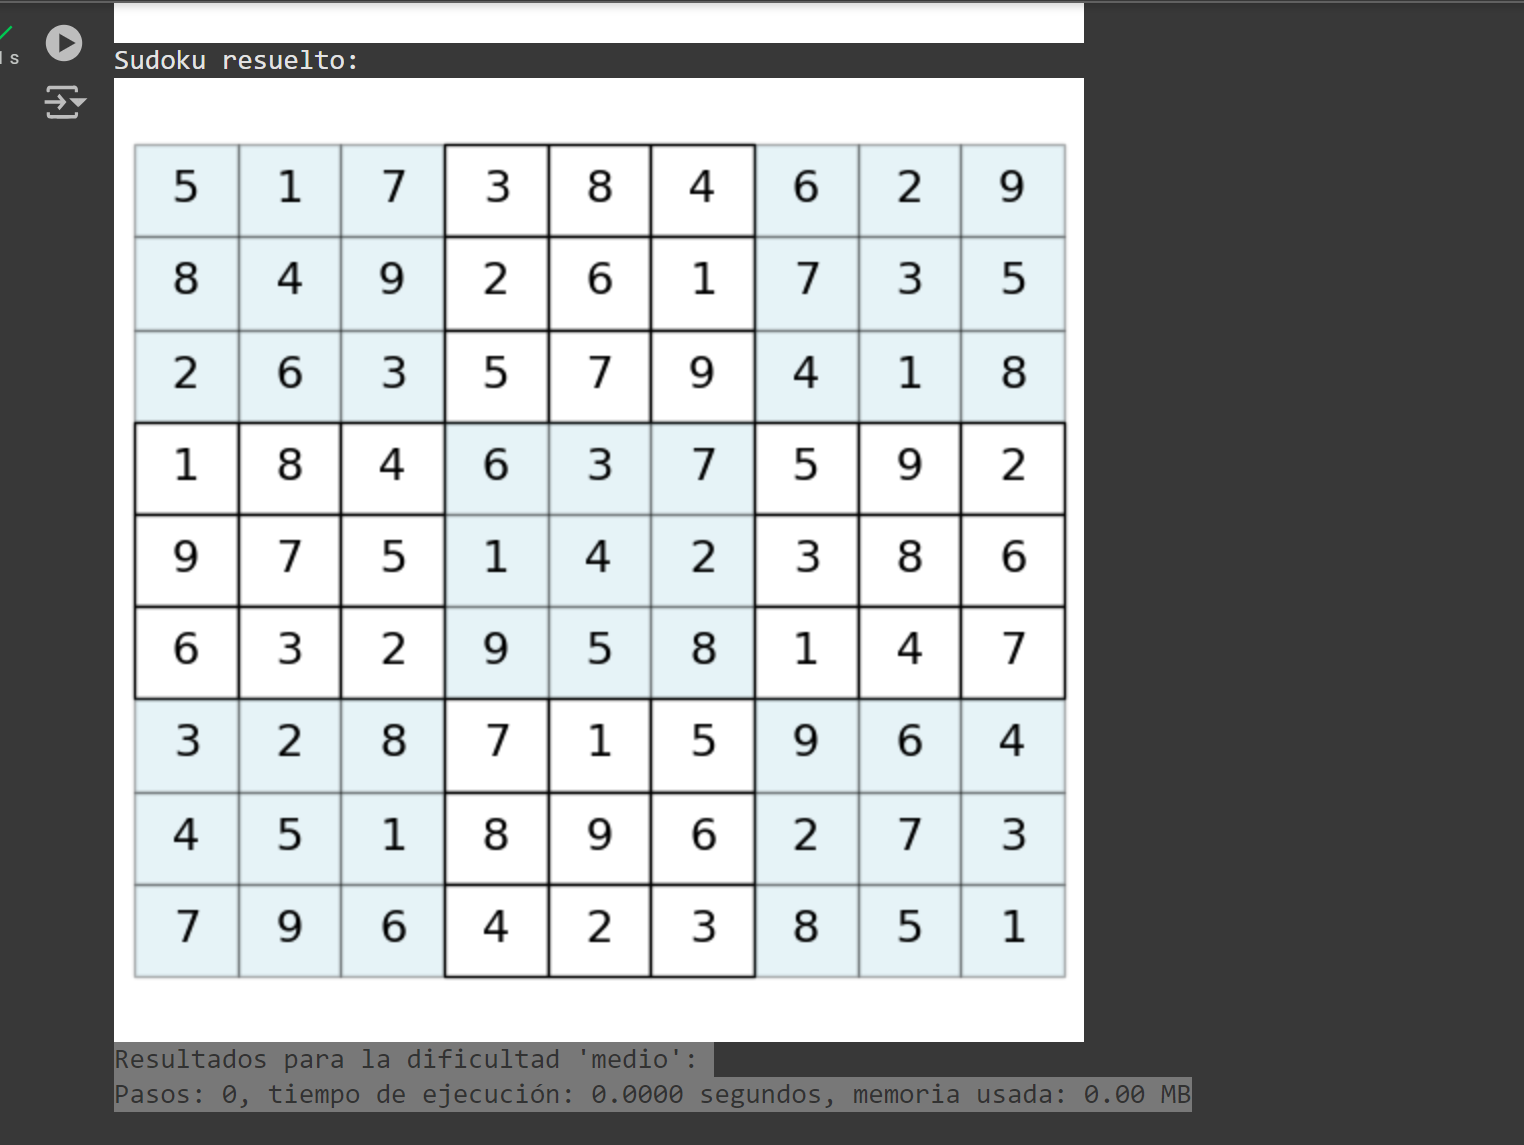 s
Sudoku resuelto:
5 1 7 3 8 4 6 2 9
8 4 9 2 6 1 7 3 5
2 6 3 5 7 9 4 1 8
1 8 4 6 3 7 5 9 2
9 7 5 1 4 2 3 8 6
6 3 2 9 5 8 1 4 7
3 2 8 7 1 5 9 6 4
4 5 1 8 9 6 2 7 3
7 9 6 4 2 3 8 5 1
Resultados para la dificultad 'medio':
Pasos: 0, tiempo de ejecución: 0.0000 segundos, memoria usada: 0.00 MB